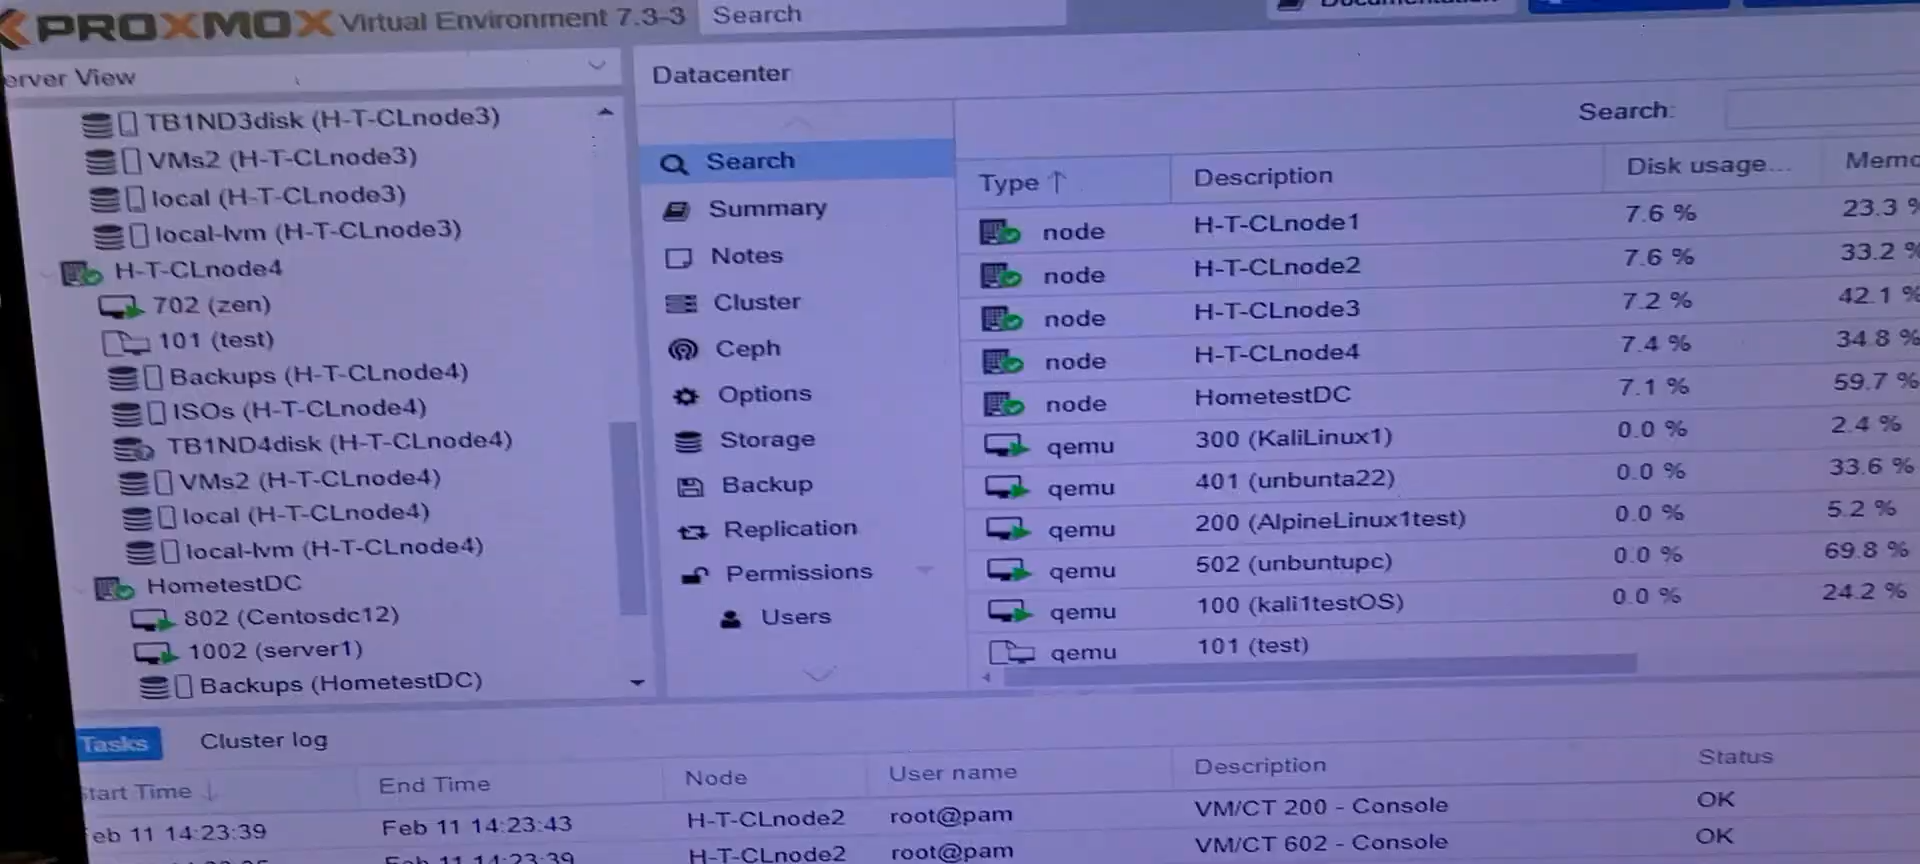 PROXMOX Virtual Environment 7.3-3 Search
erver View
TB1ND3disk (H-T-CLnode3)
VMs2 (H-T-CLnode3)
local (H-T-CLnode3)
local-lvm (H-T-CLnode3)
H-T-CLnode4
702 (zen)
101 (test)
Backups (H-T-CLnode4)
ISOs (H-T-CLnode4)
TB1ND4disk (H-T-CLnode4)
VMs2 (H-T-CLnode4)
local (H-T-CLnode4)
local-lvm (H-T-CLnode4)
HometestDC
802 (Centosdc12)
1002 (server1)
Backups (HometestDC)
Datacenter
Search
Summary
Notes
Cluster
Ceph
Options
Storage
Backup
Replication
Permissions
Users
Search:
Type ↑ Description Disk usage... Memo
node H-T-CLnode1 7.6 % 23.3 %
node H-T-CLnode2 7.6 % 33.2 %
node H-T-CLnode3 7.2 % 42.1 %
node H-T-CLnode4 7.4 % 34.8 %
node HometestDC 7.1 % 59.7 %
qemu 300 (KaliLinux1) 0.0 % 2.4 %
qemu 401 (unbunta22) 0.0 % 33.6 %
qemu 200 (AlpineLinux1test) 0.0 % 5.2 %
qemu 502 (unbuntupc) 0.0 % 69.8 %
qemu 100 (kali1testOS) 0.0 % 24.2 %
qemu 101 (test)
Tasks Cluster log
Start Time ↓ End Time Node User name Description Status
eb 11 14:23:39 Feb 11 14:23:43 H-T-CLnode2 root@pam VM/CT 200 - Console OK
Feb 11 14:23:39 H-T-CLnode2 root@pam VM/CT 602 - Console OK